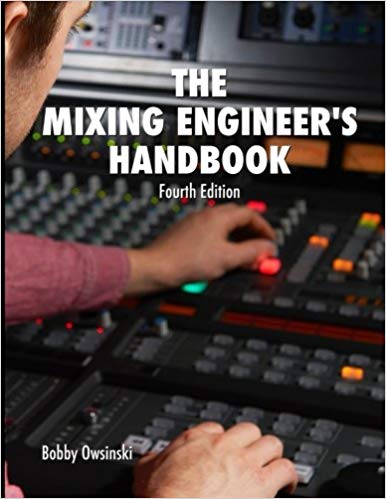 THE
MIXING ENGINEER'S
HANDBOOK
Fourth Edition
Bobby Owsinski